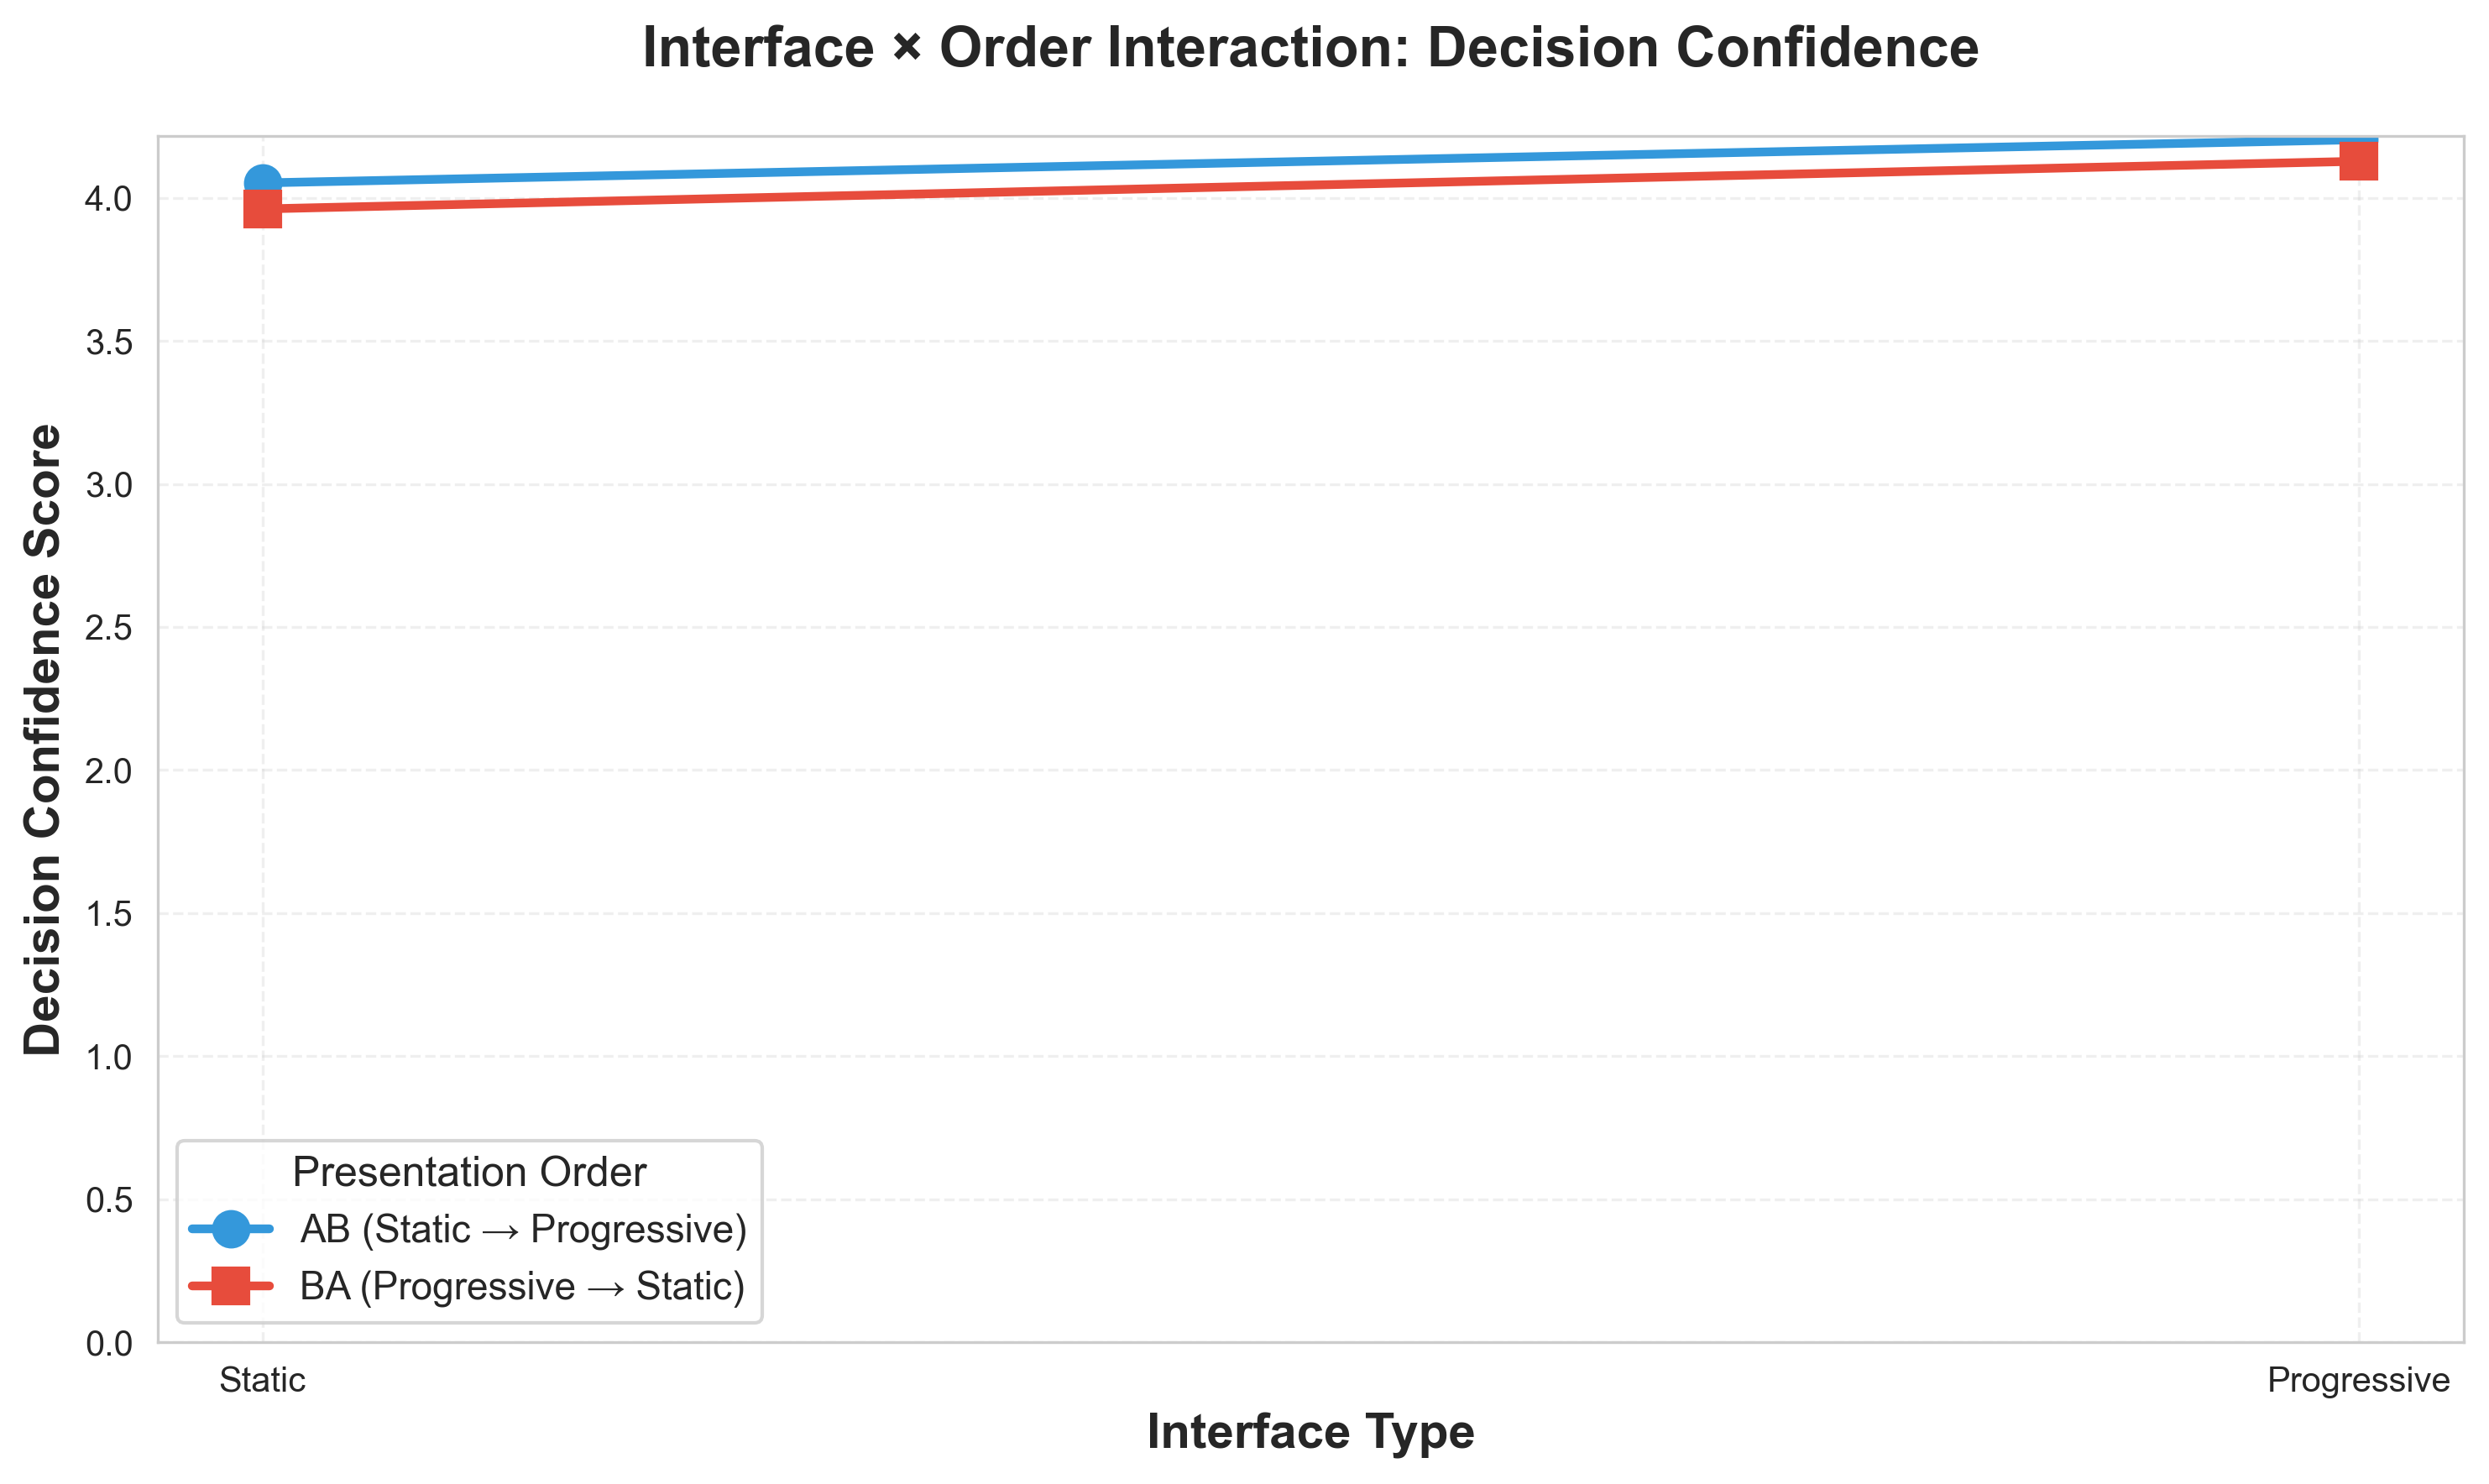 Interface × Order Interaction: Decision Confidence
Decision Confidence Score
4.0
3.5
3.0
2.5
2.0
1.5
1.0
0.5
0.0
Presentation Order
AB (Static → Progressive)
BA (Progressive → Static)
Static
Progressive
Interface Type